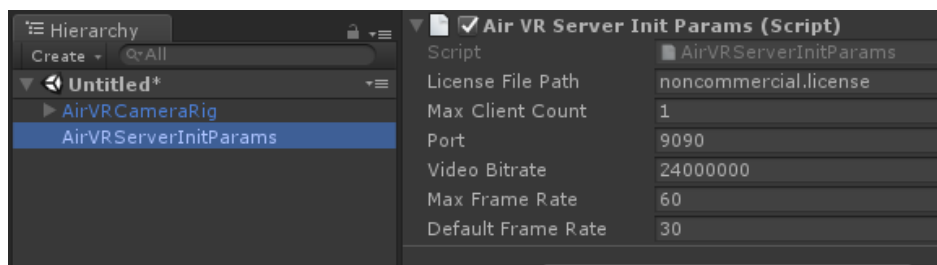 Hierarchy
Create
All
Untitled*
AirVRCameraRig
AirVRServerInitParams
Air VR Server Init Params (Script)
Script AirVRServerInitParams
License File Path noncommercial.license
Max Client Count 1
Port 9090
Video Bitrate 24000000
Max Frame Rate 60
Default Frame Rate 30